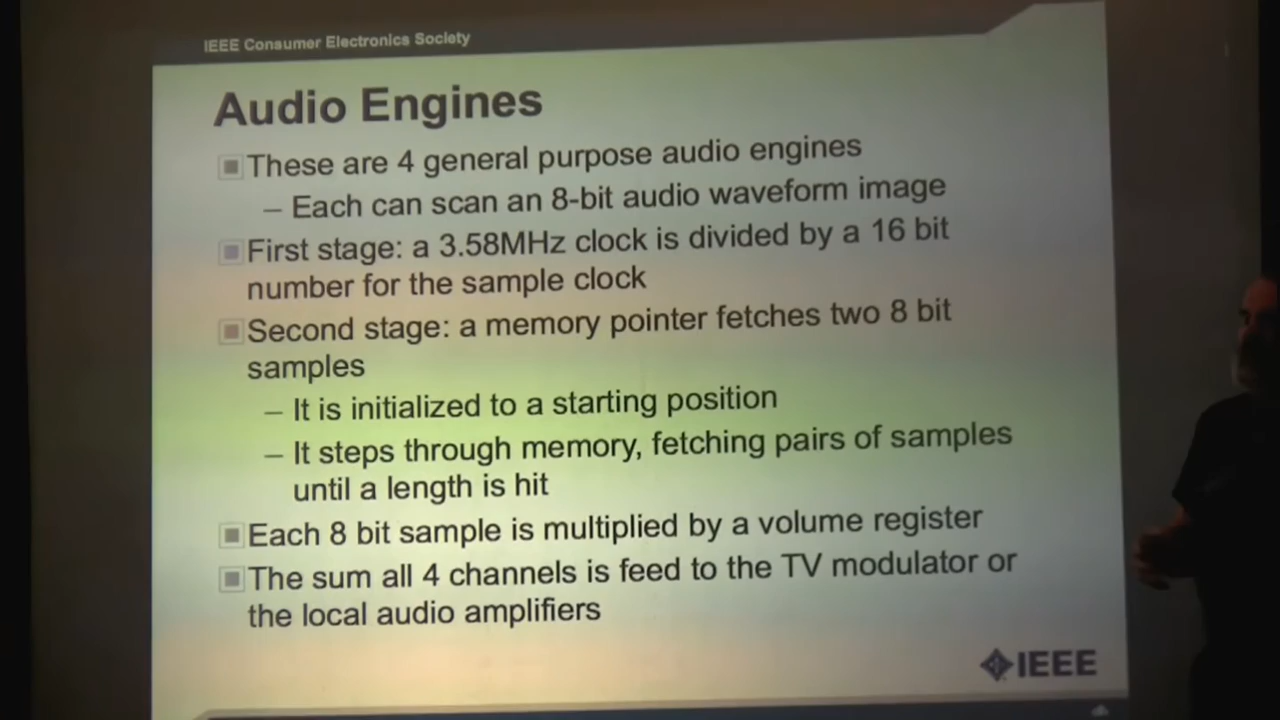 IEEE Consumer Electronics Society
Audio Engines
These are 4 general purpose audio engines
– Each can scan an 8-bit audio waveform image
First stage: a 3.58MHz clock is divided by a 16 bit
number for the sample clock
Second stage: a memory pointer fetches two 8 bit
samples
– It is initialized to a starting position
– It steps through memory, fetching pairs of samples
until a length is hit
Each 8 bit sample is multiplied by a volume register
The sum all 4 channels is feed to the TV modulator or
the local audio amplifiers
IEEE